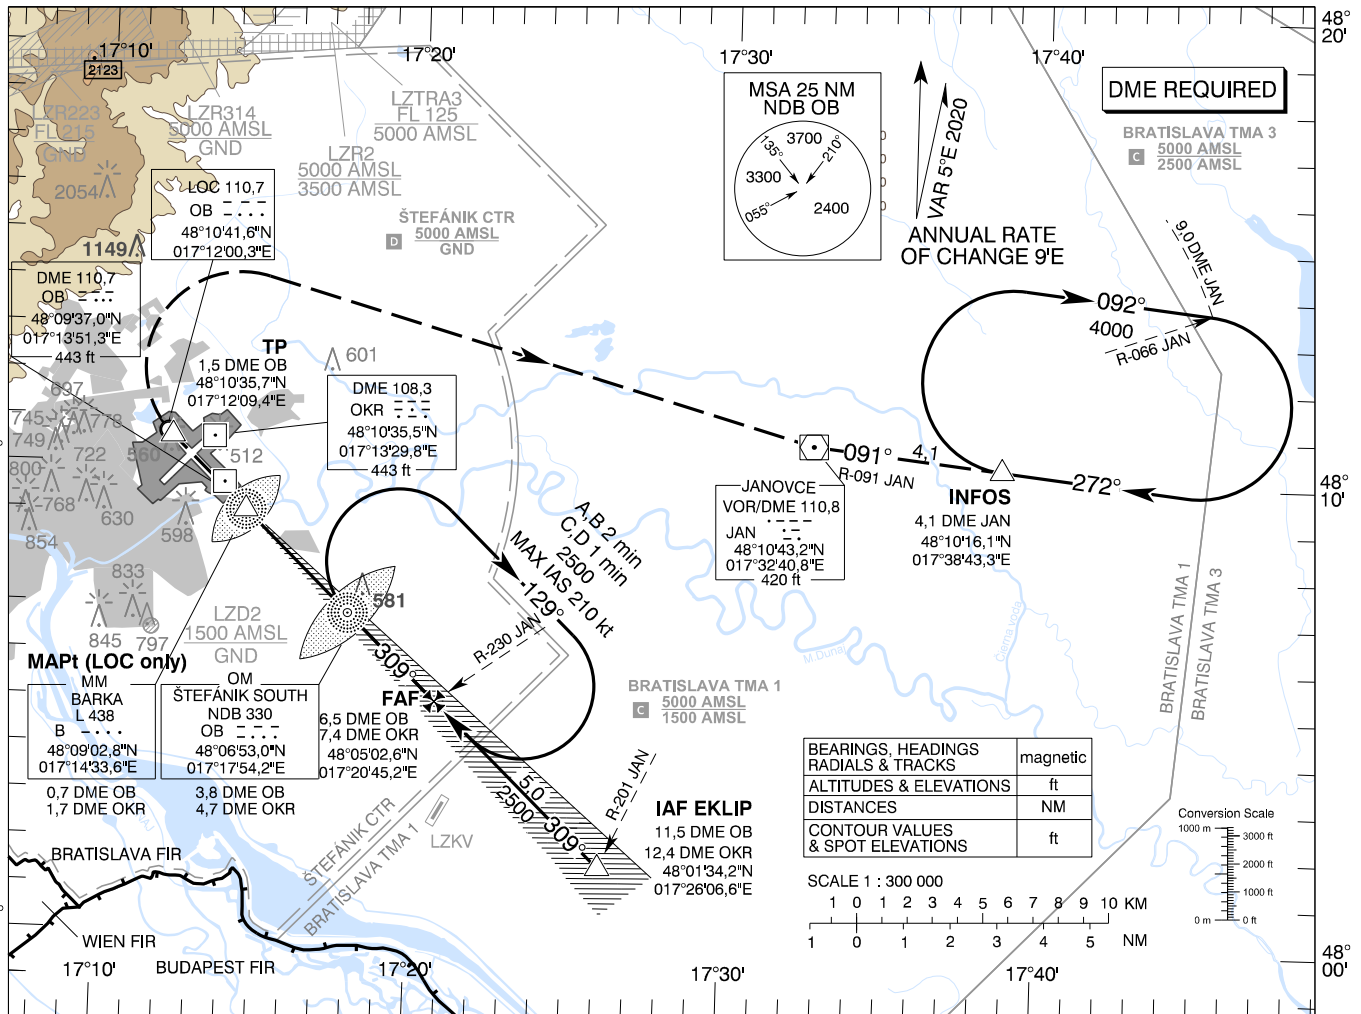 17°10'
17°20'
17°30'
17°40'
48°
20'
2123
LZR223
FL 215
GND
LZR314
5000 AMSL
GND
LZTRA3
FL 125
5000 AMSL
LZR2
5000 AMSL
3500 AMSL
2054
ŠTEFÁNIK CTR
D
5000 AMSL
GND
MSA 25 NM
NDB OB
3700
135°
210°
3300
055°
2400
VAR 5°E 2020
ANNUAL RATE
OF CHANGE 9'E
DME REQUIRED
BRATISLAVA TMA 3
C
5000 AMSL
2500 AMSL
LOC 110,7
OB
48°10'41,6"N
017°12'00,3"E
1149
DME 110,7
OB
48°09'37,0"N
017°13'51,3"E
443 ft
TP
1,5 DME OB
48°10'35,7"N
017°12'09,4"E
601
DME 108,3
OKR
48°10'35,5"N
017°13'29,8"E
443 ft
9,0 DME JAN
092°
4000
R-066 JAN
697
745
778
749
722
560
512
800
768
630
598
854
833
845
797
091°
4,1
R-091 JAN
INFOS
4,1 DME JAN
48°10'16,1"N
017°38'43,3"E
272°
48°
10'
JANOVCE
VOR/DME 110,8
JAN
48°10'43,2"N
017°32'40,8"E
420 ft
A,B 2 min
C,D 1 min
2500
MAX IAS 210 kt
129°
R-230 JAN
581
LZD2
1500 AMSL
GND
309°
FAF
6,5 DME OB
7,4 DME OKR
48°05'02,6"N
017°20'45,2"E
MAPt (LOC only)
MM
BARKA
L 438
B
48°09'02,8"N
017°14'33,6"E
0,7 DME OB
1,7 DME OKR
OM
ŠTEFÁNIK SOUTH
NDB 330
OB
48°06'53,0"N
017°17'54,2"E
3,8 DME OB
4,7 DME OKR
M.Dunaj
Čierna voda
BRATISLAVA TMA 1
BRATISLAVA TMA 3
BRATISLAVA TMA 1
C
5000 AMSL
1500 AMSL
5,0
2500
309°
R-201 JAN
IAF EKLIP
11,5 DME OB
12,4 DME OKR
48°01'34,2"N
017°26'06,6"E
LZKV
ŠTEFÁNIK CTR
BRATISLAVA TMA 1
BRATISLAVA FIR
WIEN FIR
BUDAPEST FIR
BEARINGS, HEADINGS
RADIALS & TRACKS
magnetic
ALTITUDES & ELEVATIONS
ft
DISTANCES
NM
CONTOUR VALUES
& SPOT ELEVATIONS
ft
SCALE 1 : 300 000
1 0 1 2 3 4 5 6 7 8 9 10 KM
1 0 1 2 3 4 5 NM
Conversion Scale
1000 m
3000 ft
2000 ft
1000 ft
0 m
0 ft
17°10'
17°20'
17°30'
17°40'
48°
00'